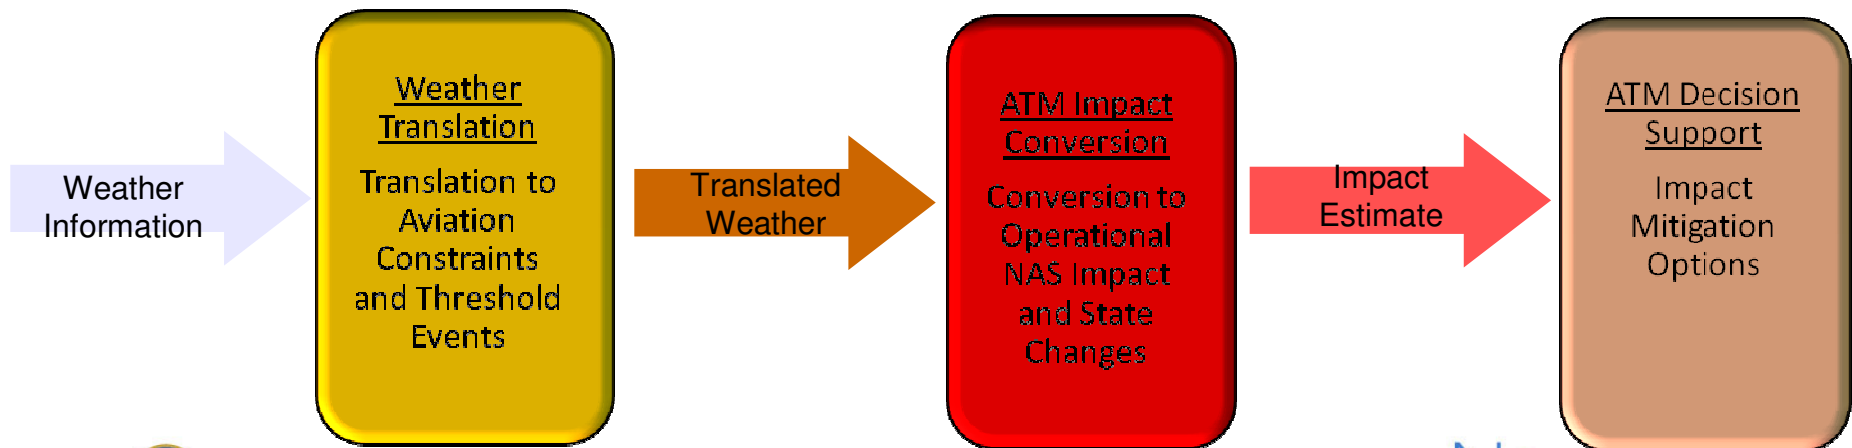 Weather
Information
Weather
Translation
Translation to
Aviation
Constraints
and Threshold
Events
Translated
Weather
ATM Impact
Conversion
Conversion to
Operational
NAS Impact
and State
Changes
Impact
Estimate
ATM Decision
Support
Impact
Mitigation
Options